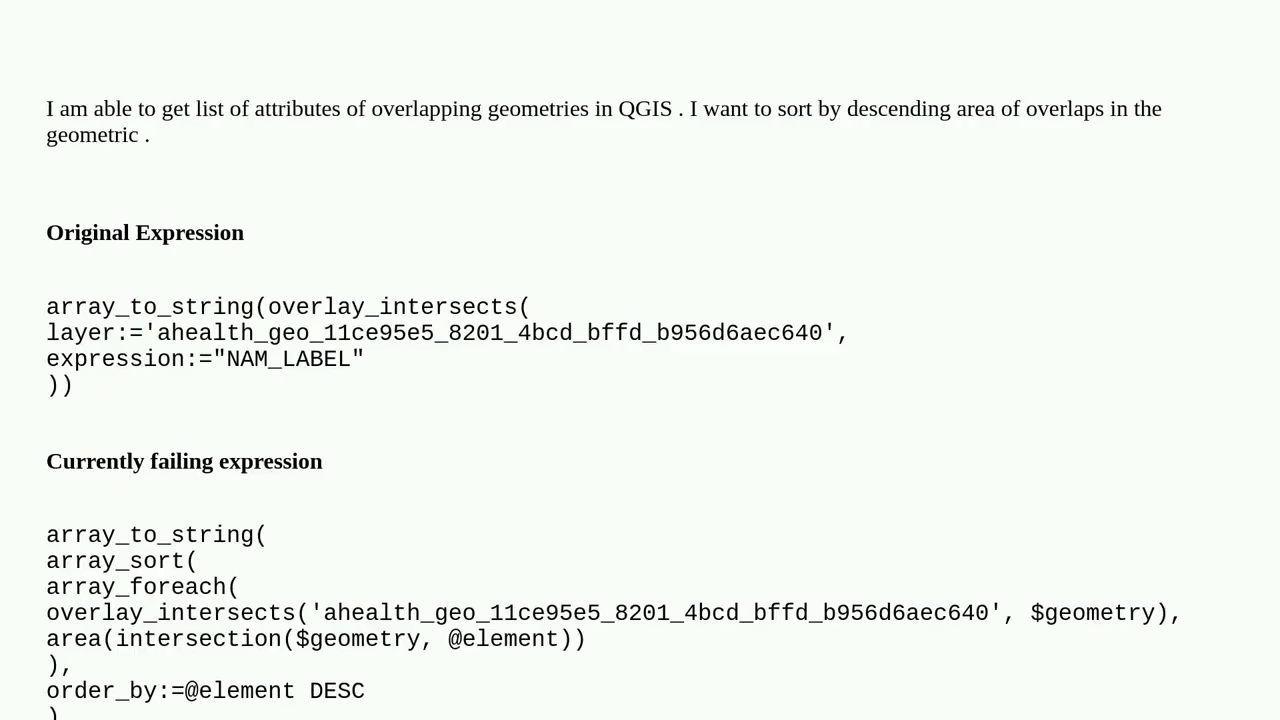 I am able to get list of attributes of overlapping geometries in QGIS . I want to sort by descending area of overlaps in the
geometric .
Original Expression
array_to_string(overlay_intersects(
layer:='ahealth_geo_11ce95e5_8201_4bcd_bffd_b956d6aec640',
expression:="NAM_LABEL"
))
Currently failing expression
array_to_string(
array_sort(
array_foreach(
overlay_intersects('ahealth_geo_11ce95e5_8201_4bcd_bffd_b956d6aec640', $geometry),
area(intersection($geometry, @element))
),
order_by:=@element DESC
)